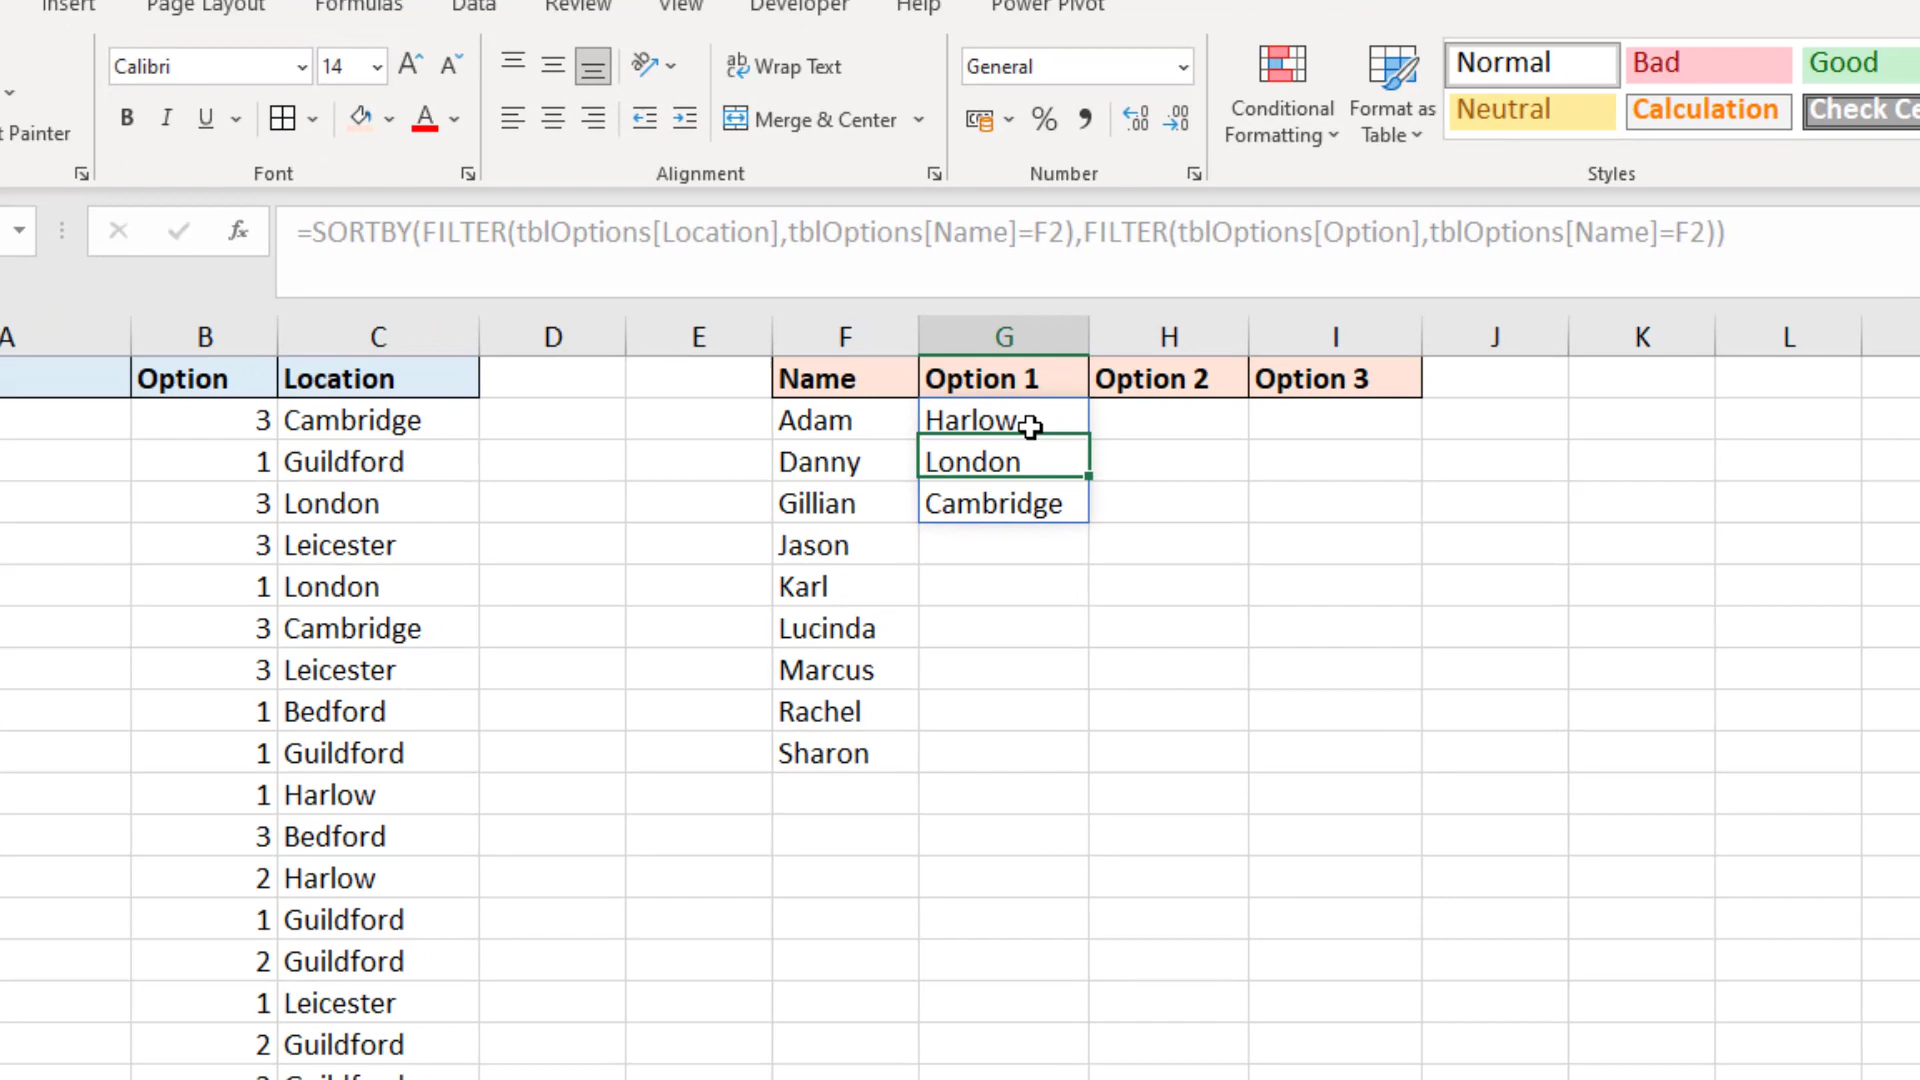 Insert Page Layout Formulas Data Review View Developer Help Power Pivot
Calibri 14 A A ab Wrap Text General Normal Bad Good
t Painter B I U A Merge & Center % Conditional Formatting Format as Table Neutral Calculation Check Ce
Font Alignment Number Styles
fx =SORTBY(FILTER(tblOptions[Location],tblOptions[Name]=F2),FILTER(tblOptions[Option],tblOptions[Name]=F2))
A B C D E F G H I J K L
Option Location Name Option 1 Option 2 Option 3
3 Cambridge Adam Harlow
1 Guildford Danny London
3 London Gillian Cambridge
3 Leicester Jason
1 London Karl
3 Cambridge Lucinda
3 Leicester Marcus
1 Bedford Rachel
1 Guildford Sharon
1 Harlow
3 Bedford
2 Harlow
1 Guildford
2 Guildford
1 Leicester
2 Guildford